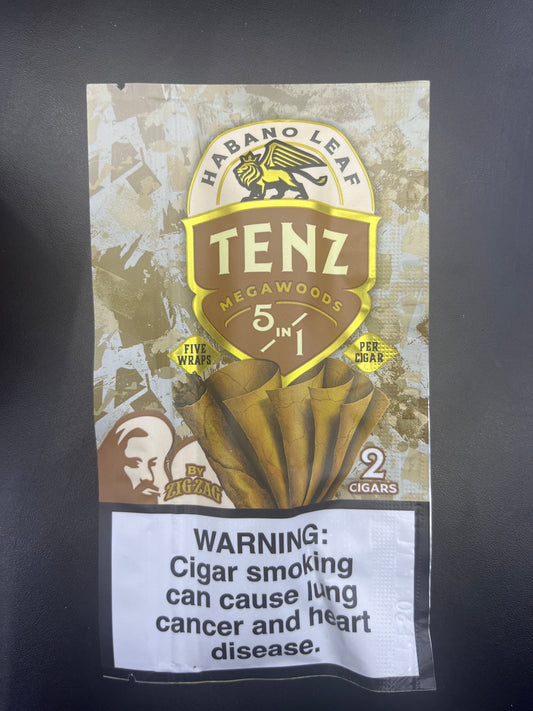 HABANO LEAF
TENZ
MEGAWOODS
5 IN 1
FIVE WRAPS
PER CIGAR
BY ZIG-ZAG
2 CIGARS
WARNING:
Cigar smoking
can cause lung
cancer and heart
disease.